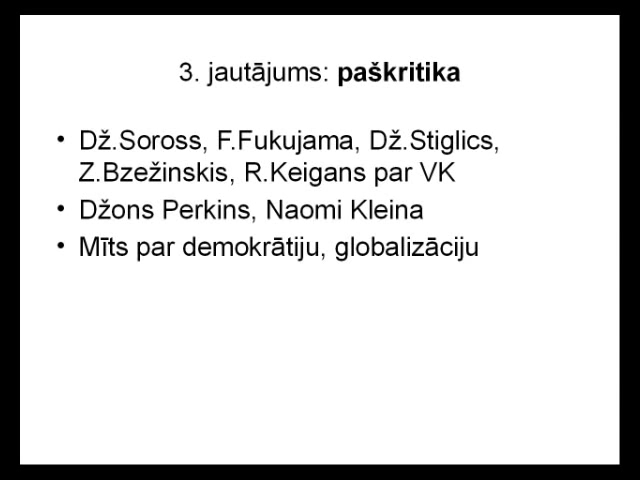 3. jautājums: paškritika
• Dž.Soross, F.Fukujama, Dž.Stiglics,
Z.Bzežinskis, R.Keigans par VK
• Džons Perkins, Naomi Kleina
• Mīts par demokrātiju, globalizāciju